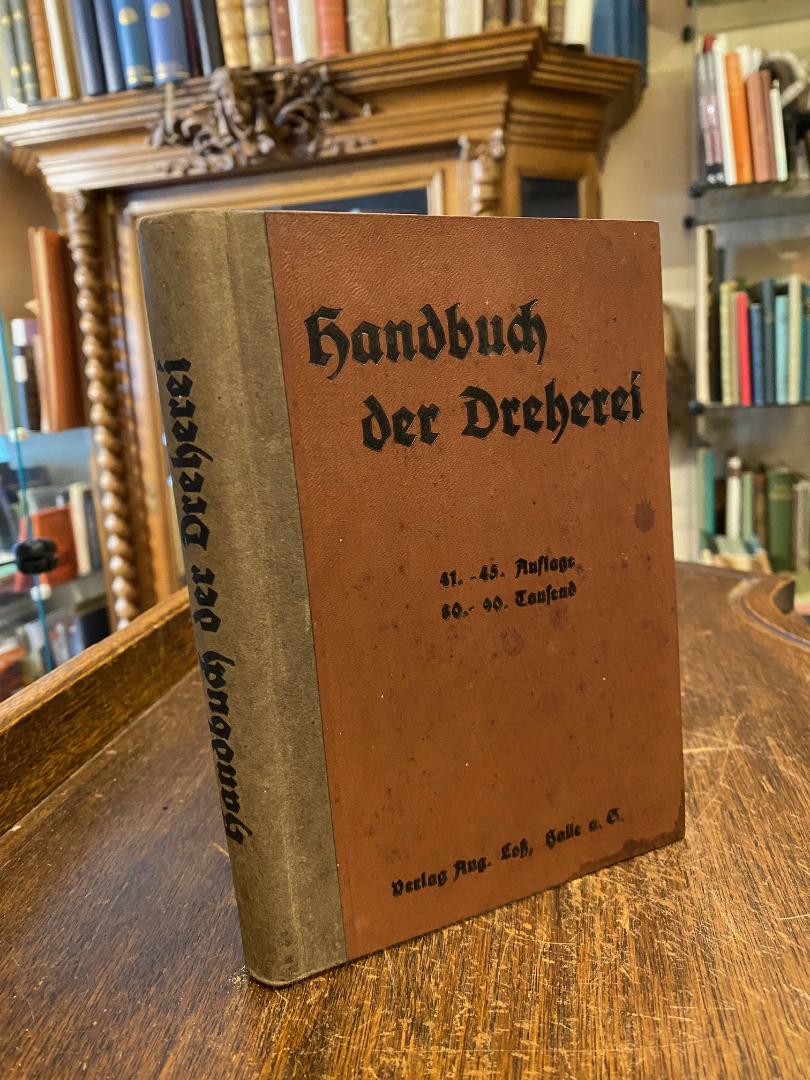 Handbuch
der Dreherei
41.-45. Auflage
80.-90. Tausend
Verlag Aug. Loß, Halle a. S.
Handbuch der Dreherei